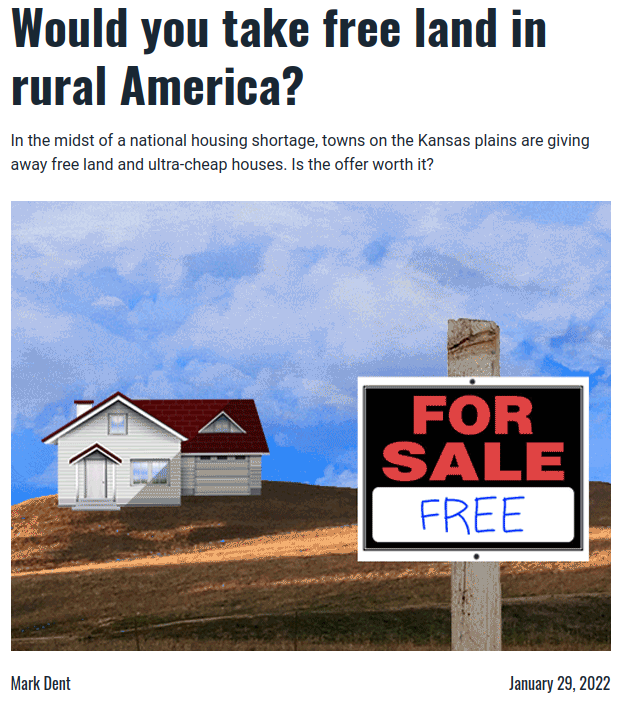 Would you take free land in
rural America?
In the midst of a national housing shortage, towns on the Kansas plains are giving
away free land and ultra-cheap houses. Is the offer worth it?
FOR
SALE
FREE
Mark Dent
January 29, 2022